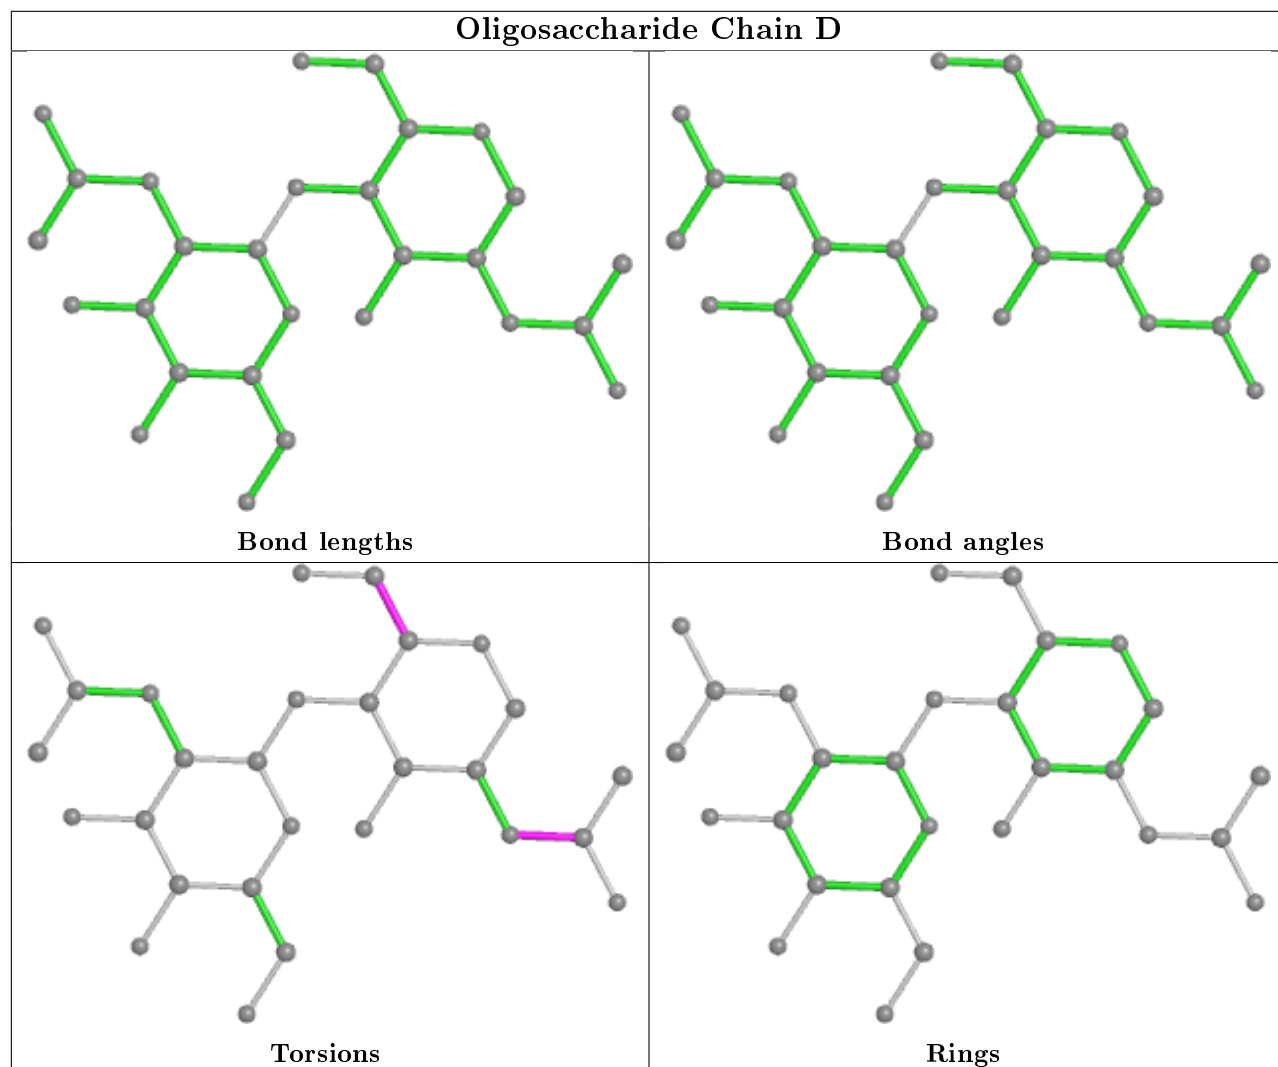 Oligosaccharide Chain D
Bond lengths
Bond angles
Torsions
Rings